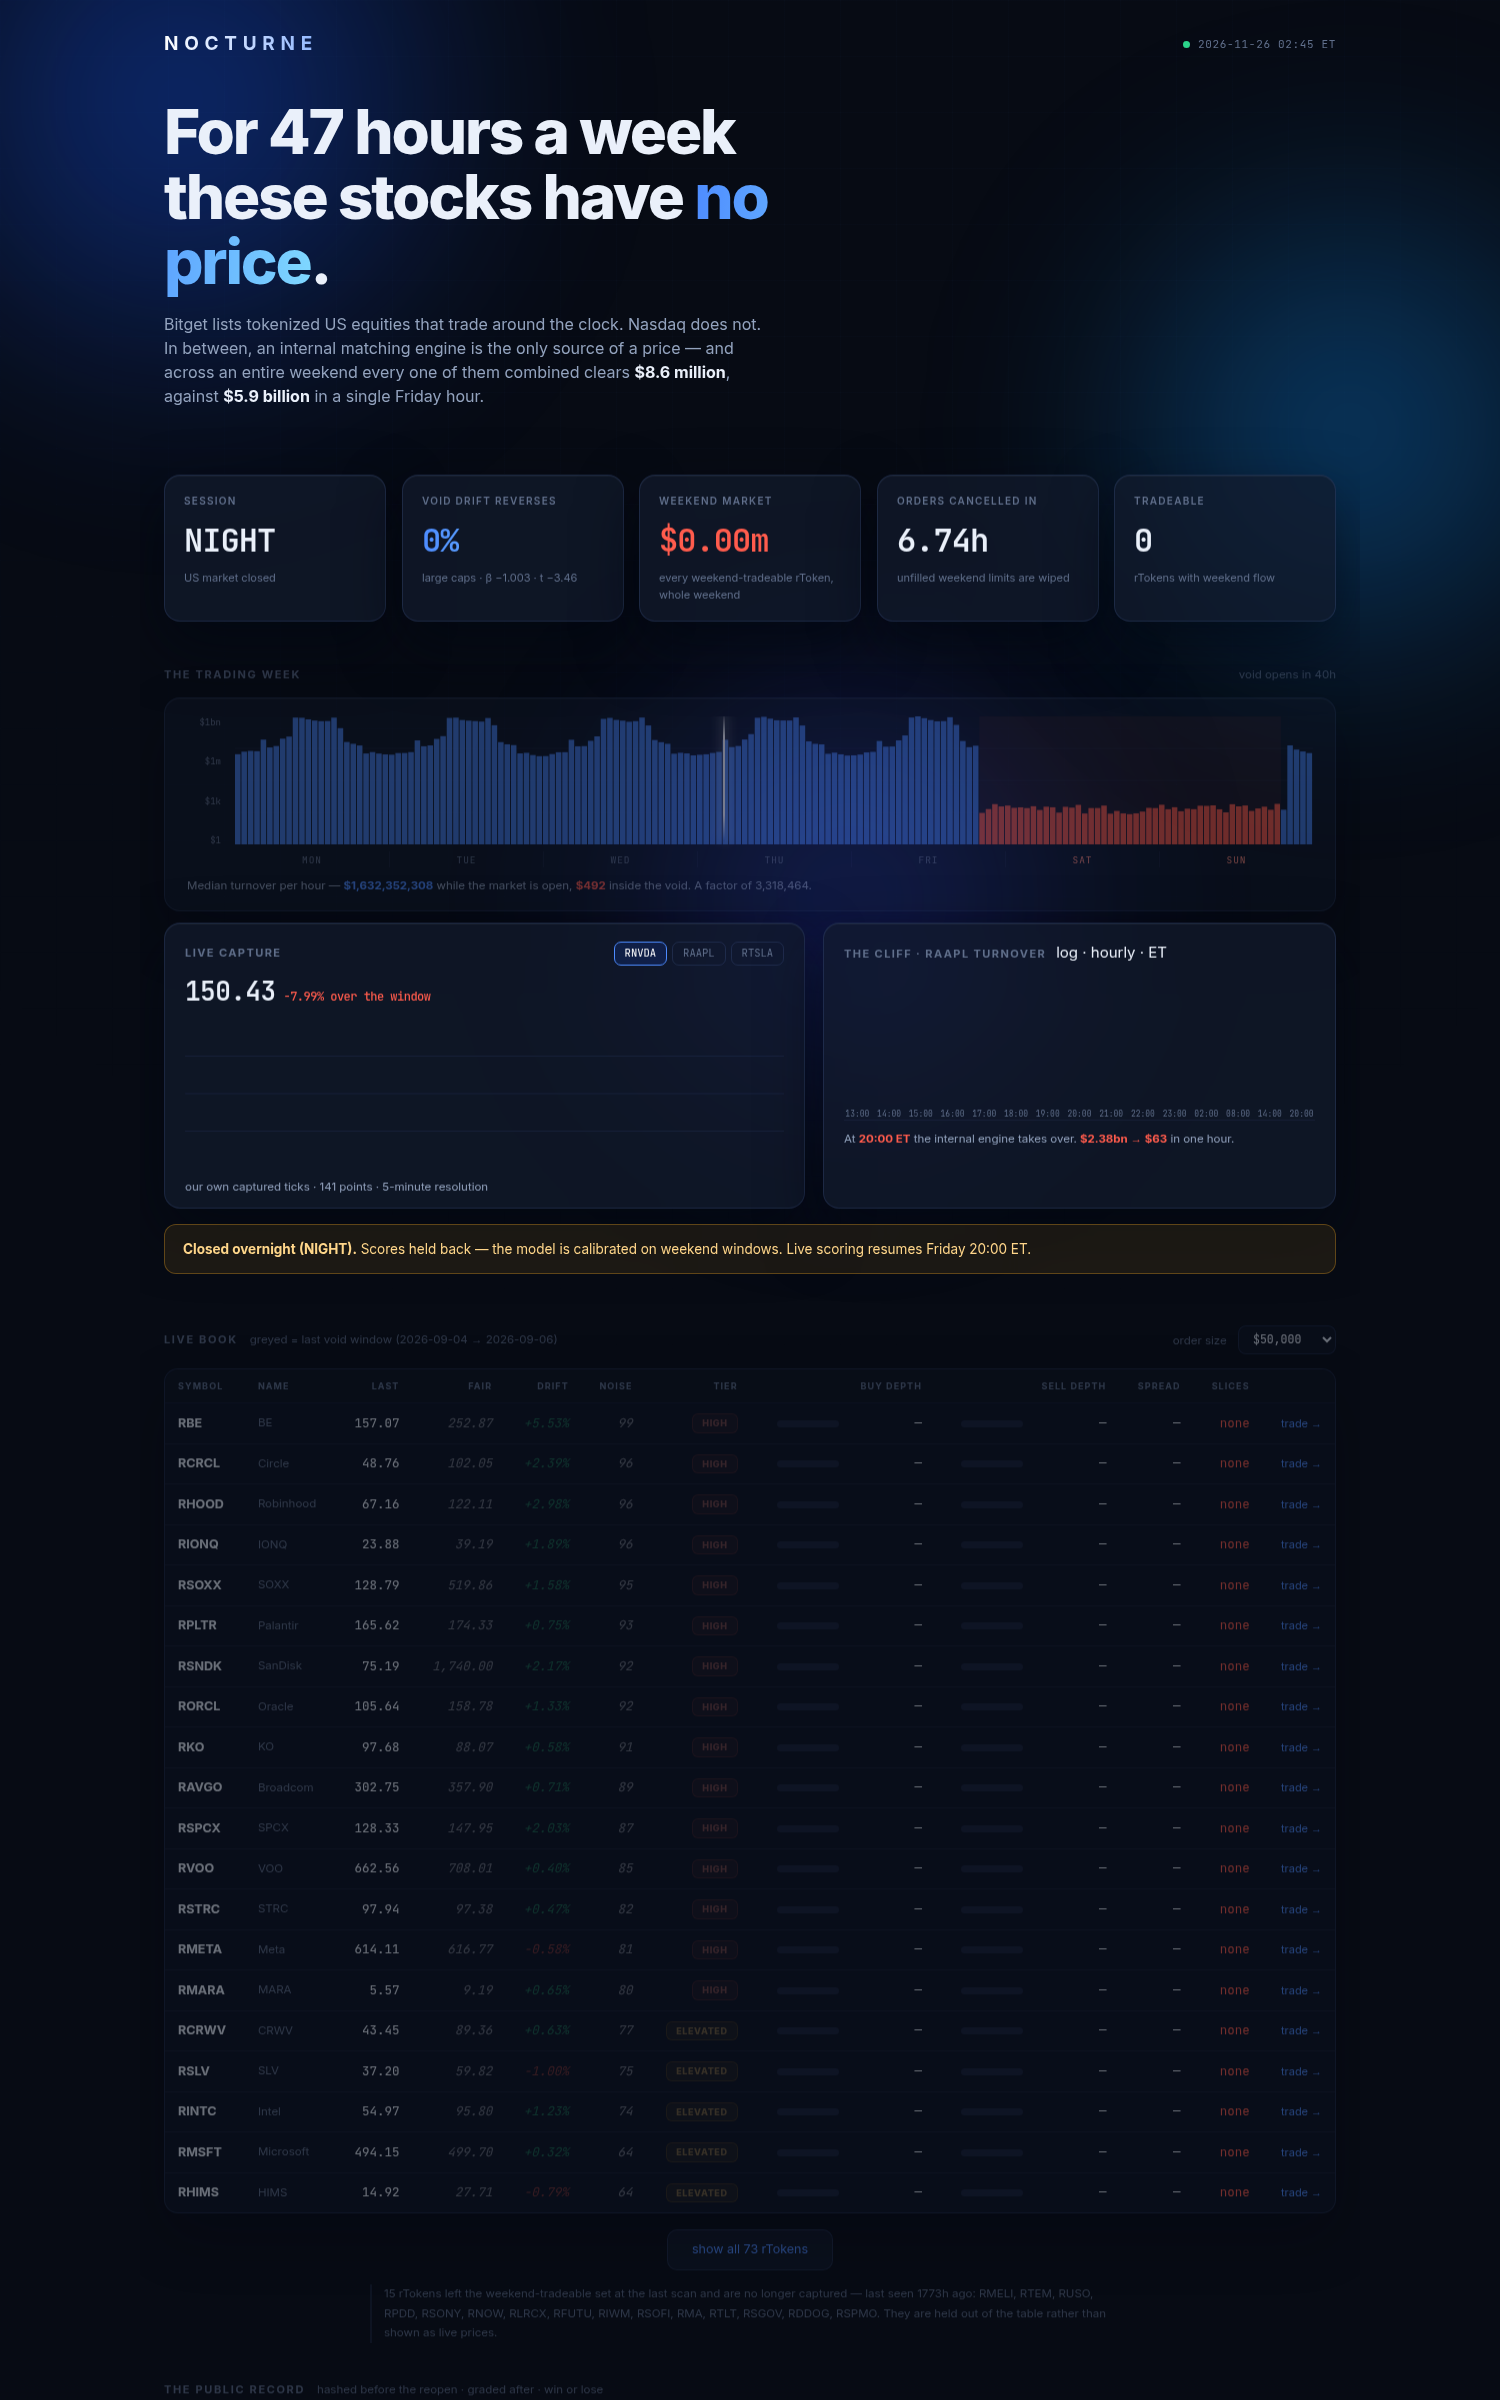 NOCTURNE
2026-11-26 02:45 ET
For 47 hours a week
these stocks have no
price.
Bitget lists tokenized US equities that trade around the clock. Nasdaq does not.
In between, an internal matching engine is the only source of a price — and
across an entire weekend every one of them combined clears $8.6 million,
against $5.9 billion in a single Friday hour.
SESSION
NIGHT
US market closed
VOID DRIFT REVERSES
0%
large caps · β −1.003 · t −3.46
WEEKEND MARKET
$0.00m
every weekend-tradeable rToken,
whole weekend
ORDERS CANCELLED IN
6.74h
unfilled weekend limits are wiped
TRADEABLE
0
rTokens with weekend flow
THE TRADING WEEK
void opens in 40h
$1bn
$1m
$1k
$1
MON TUE WED THU FRI SAT SUN
Median turnover per hour — $1,632,352,308 while the market is open, $492 inside the void. A factor of 3,318,464.
LIVE CAPTURE
RNVDA RAAPL RTSLA
150.43 -7.99% over the window
our own captured ticks · 141 points · 5-minute resolution
THE CLIFF · RAAPL TURNOVER log · hourly · ET
13:00 14:00 15:00 16:00 17:00 18:00 19:00 20:00 21:00 22:00 23:00 02:00 08:00 14:00 20:00
At 20:00 ET the internal engine takes over. $2.38bn → $63 in one hour.
Closed overnight (NIGHT). Scores held back — the model is calibrated on weekend windows. Live scoring resumes Friday 20:00 ET.
LIVE BOOK greyed = last void window (2026-09-04 → 2026-09-06)
order size $50,000
SYMBOL NAME LAST FAIR DRIFT NOISE TIER BUY DEPTH SELL DEPTH SPREAD SLICES
RBE BE 157.07 252.87 +5.53% 99 HIGH — — — none trade →
RCRCL Circle 48.76 102.05 +2.39% 96 HIGH — — — none trade →
RHOOD Robinhood 67.16 122.11 +2.98% 96 HIGH — — — none trade →
RIONQ IONQ 23.88 39.19 +1.89% 96 HIGH — — — none trade →
RSOXX SOXX 128.79 519.86 +1.58% 95 HIGH — — — none trade →
RPLTR Palantir 165.62 174.33 +0.75% 93 HIGH — — — none trade →
RSNDK SanDisk 75.19 1,740.00 +2.17% 92 HIGH — — — none trade →
RORCL Oracle 105.64 158.78 +1.33% 92 HIGH — — — none trade →
RKO KO 97.68 88.07 +0.58% 91 HIGH — — — none trade →
RAVGO Broadcom 302.75 357.90 +0.71% 89 HIGH — — — none trade →
RSPCX SPCX 128.33 147.95 +2.03% 87 HIGH — — — none trade →
RVOO VOO 662.56 708.01 +0.40% 85 HIGH — — — none trade →
RSTRC STRC 97.94 97.38 +0.47% 82 HIGH — — — none trade →
RMETA Meta 614.11 616.77 -0.58% 81 HIGH — — — none trade →
RMARA MARA 5.57 9.19 +0.65% 80 HIGH — — — none trade →
RCRWV CRWV 43.45 89.36 +0.63% 77 ELEVATED — — — none trade →
RSLV SLV 37.20 59.82 -1.00% 75 ELEVATED — — — none trade →
RINTC Intel 54.97 95.80 +1.23% 74 ELEVATED — — — none trade →
RMSFT Microsoft 494.15 499.70 +0.32% 64 ELEVATED — — — none trade →
RHIMS HIMS 14.92 27.71 -0.79% 64 ELEVATED — — — none trade →
show all 73 rTokens
15 rTokens left the weekend-tradeable set at the last scan and are no longer captured — last seen 1773h ago: RMELI, RTEM, RUSO,
RPDD, RSONY, RNOW, RLRCX, RFUTU, RIWM, RSOFI, RMA, RTLT, RSGOV, RDDOG, RSPMO. They are held out of the table rather than
shown as live prices.
THE PUBLIC RECORD hashed before the reopen · graded after · win or lose